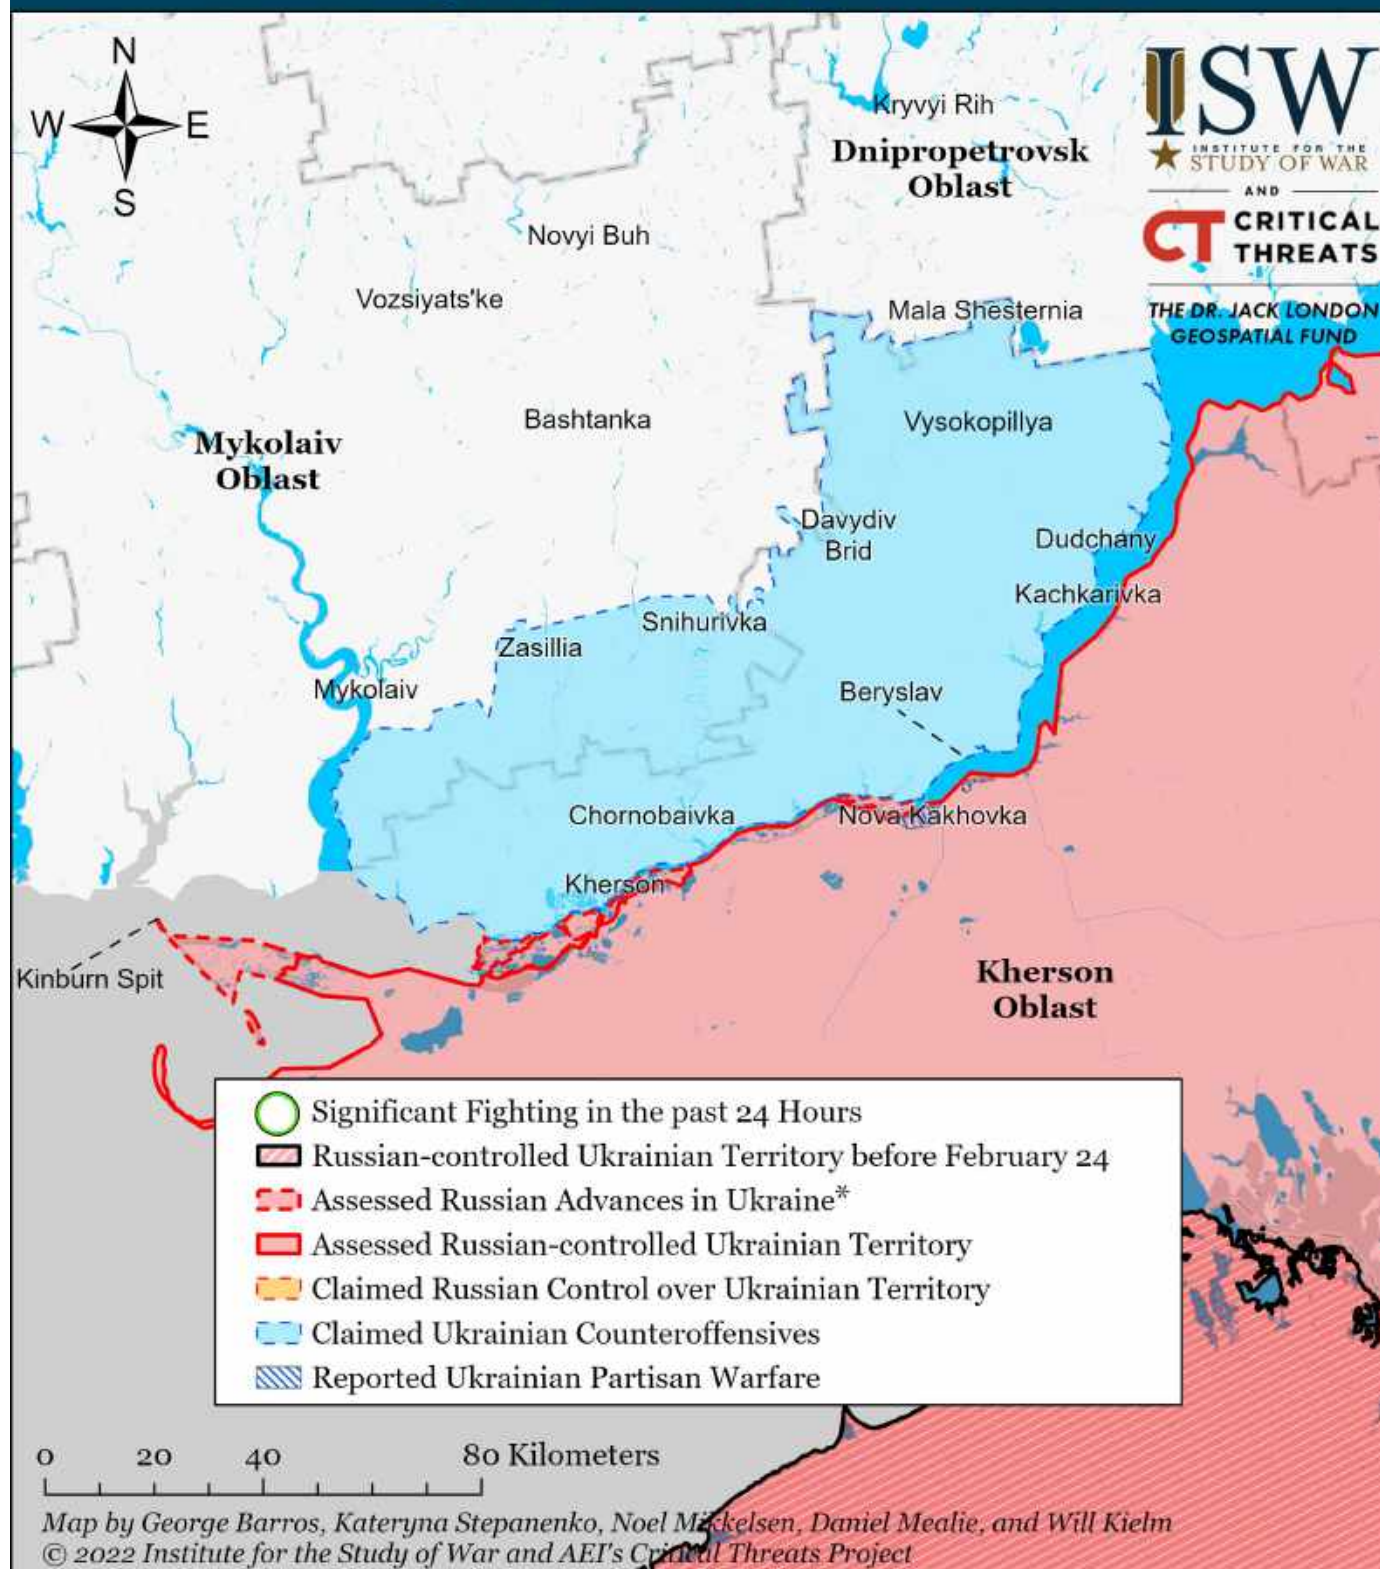 N
W
E
S
ISW
INSTITUTE FOR THE
STUDY OF WAR
AND
CT CRITICAL
THREATS
THE DR. JACK LONDON
GEOSPATIAL FUND
Kryvyi Rih
Dnipropetrovsk
Oblast
Novyi Buh
Vozsiyats'ke
Mala Shesternia
Bashtanka
Vysokopillya
Mykolaiv
Oblast
Davydiv
Brid
Dudchany
Kachkarivka
Snihurivka
Zasillia
Mykolaiv
Beryslav
Chornobaivka
Nova Kakhovka
Kherson
Kinburn Spit
Kherson
Oblast
Significant Fighting in the past 24 Hours
Russian-controlled Ukrainian Territory before February 24
Assessed Russian Advances in Ukraine*
Assessed Russian-controlled Ukrainian Territory
Claimed Russian Control over Ukrainian Territory
Claimed Ukrainian Counteroffensives
Reported Ukrainian Partisan Warfare
0 20 40 80 Kilometers
Map by George Barros, Kateryna Stepanenko, Noel Mikkelsen, Daniel Mealie, and Will Kielm
© 2022 Institute for the Study of War and AEI's Critical Threats Project